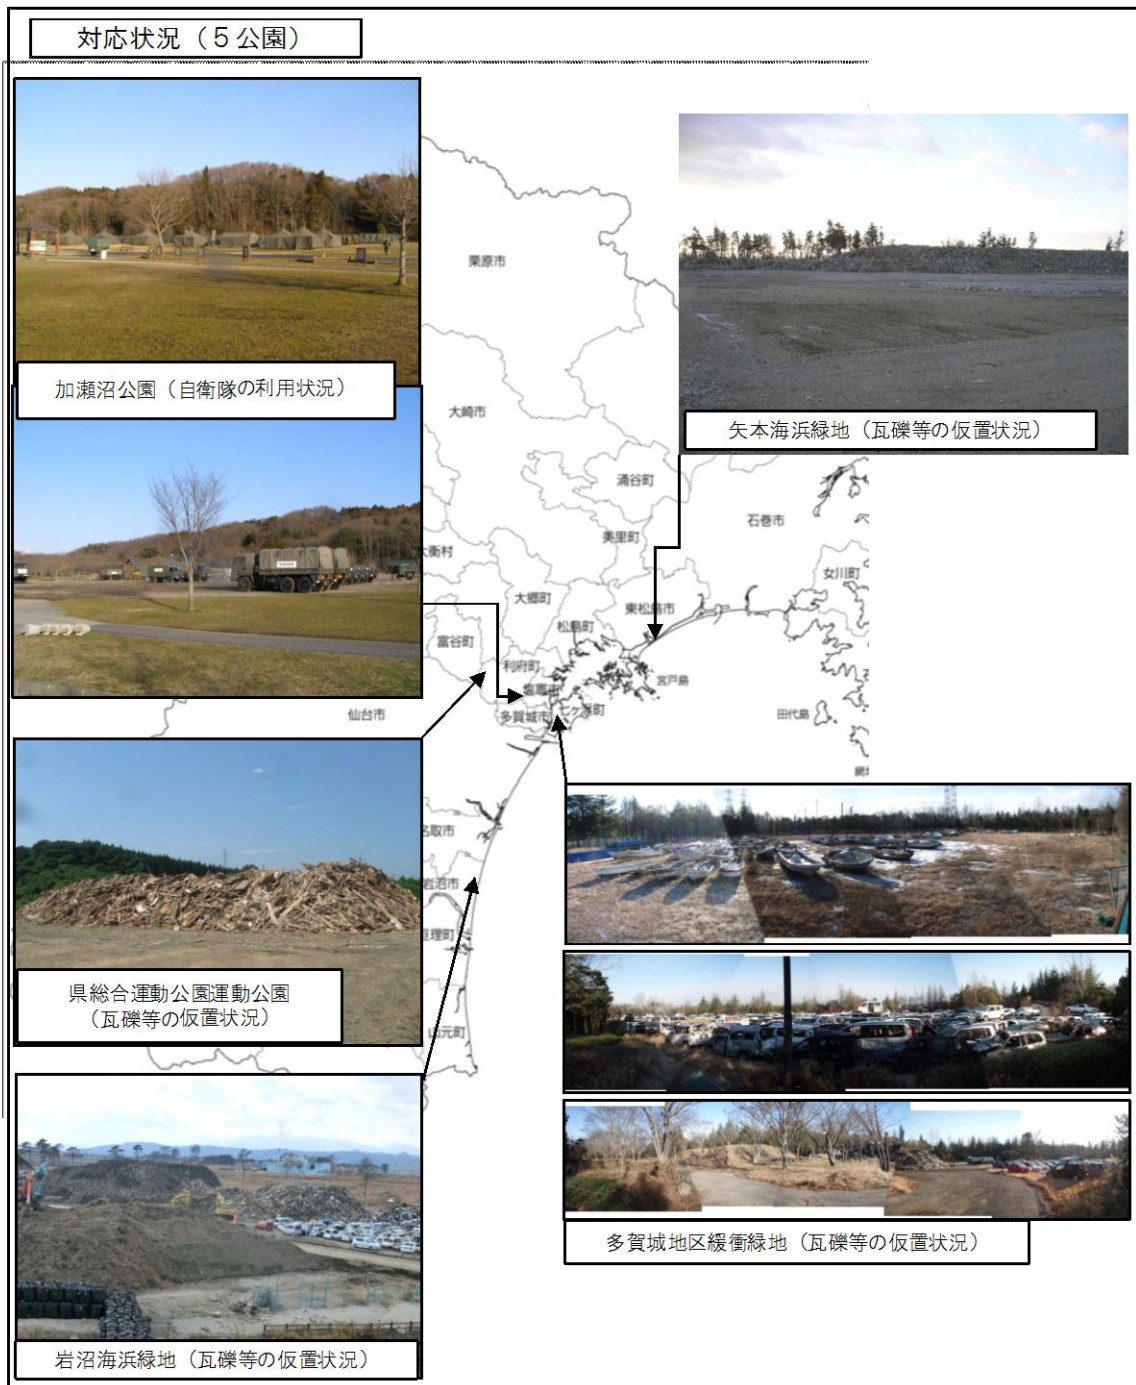 対応状況（５公園）
加瀬沼公園（自衛隊の利用状況）
矢本海浜緑地（瓦礫等の仮置状況）
栗原市
大崎市
涌谷町
石巻市
美里町
大衡村
女川町
大郷町
東松島市
松島町
富谷町
利府町
塩竈市
宮戸島
仙台市
多賀城市
七ヶ浜町
田代島
名取市
岩沼市
亘理町
山元町
県総合運動公園運動公園
（瓦礫等の仮置状況）
多賀城地区緩衝緑地（瓦礫等の仮置状況）
岩沼海浜緑地（瓦礫等の仮置状況）